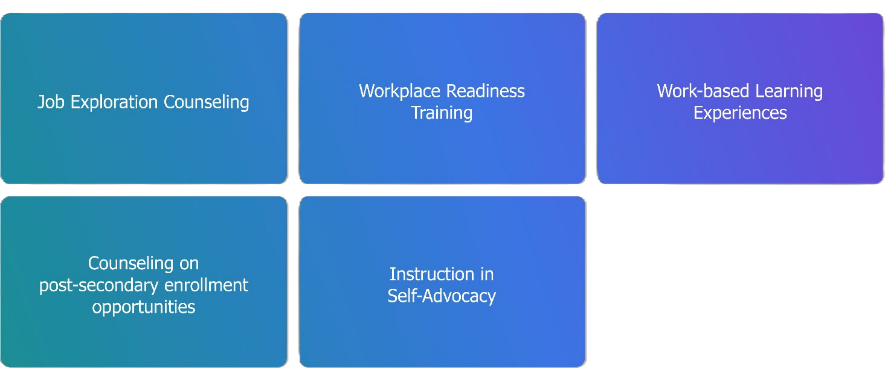 Job Exploration Counseling
Workplace Readiness
Training
Work-based Learning
Experiences
Counseling on
post-secondary enrollment
opportunities
Instruction in
Self-Advocacy